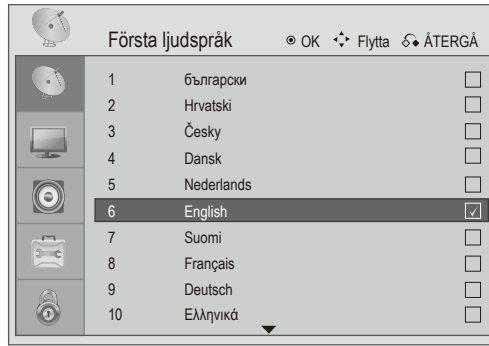 Första ljudspråk OK Flytta ÅTERGÅ
1 български
2 Hrvatski
3 Česky
4 Dansk
5 Nederlands
6 English
7 Suomi
8 Français
9 Deutsch
10 Ελληνικά